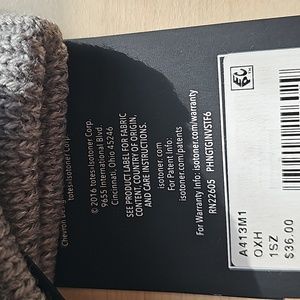 © 2016 totes-Isotoner Corp.
9655 International Blvd.
Cincinnati, Ohio 45246
SEE PRODUCT LABEL FOR FABRIC
CONTENT, COUNTRY OF ORIGIN,
AND CARE INSTRUCTIONS.
isotoner.com
For Patent Info:
isotoner.com/patents
For Warranty Info: isotoner.com/warranty
RN22605 PHNGTGINVSTF6
A413M1
OXH
1SZ
$36.00